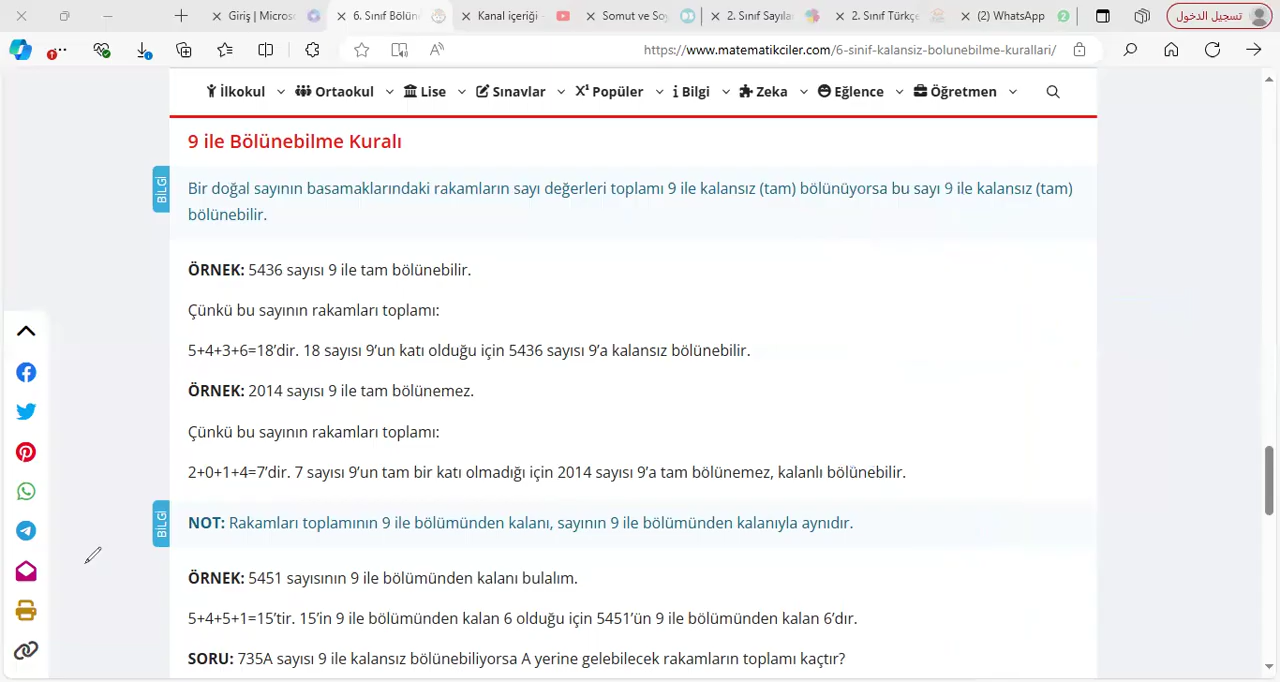 Giriş | Micros
6. Sınıf Bölün
Kanal içeriği
Somut ve Soy
2. Sınıf Sayıla
2. Sınıf Türkçe
(2) WhatsApp
2
تسجيل الدخول
https://www.matematikciler.com/6-sinif-kalansiz-bolunebilme-kurallari/
İlkokul
Ortaokul
Lise
Sınavlar
X² Popüler
Bilgi
Zeka
Eğlence
Öğretmen
9 ile Bölünebilme Kuralı
BİLGİ
Bir doğal sayının basamaklarındaki rakamların sayı değerleri toplamı 9 ile kalansız (tam) bölünüyorsa bu sayı 9 ile kalansız (tam)
bölünebilir.
ÖRNEK: 5436 sayısı 9 ile tam bölünebilir.
Çünkü bu sayının rakamları toplamı:
5+4+3+6=18’dir. 18 sayısı 9’un katı olduğu için 5436 sayısı 9’a kalansız bölünebilir.
ÖRNEK: 2014 sayısı 9 ile tam bölünemez.
Çünkü bu sayının rakamları toplamı:
2+0+1+4=7’dir. 7 sayısı 9’un tam bir katı olmadığı için 2014 sayısı 9’a tam bölünemez, kalanlı bölünebilir.
BİLGİ
NOT: Rakamları toplamının 9 ile bölümünden kalanı, sayının 9 ile bölümünden kalanıyla aynıdır.
ÖRNEK: 5451 sayısının 9 ile bölümünden kalanı bulalım.
5+4+5+1=15’tir. 15’in 9 ile bölümünden kalan 6 olduğu için 5451’ün 9 ile bölümünden kalan 6’dır.
SORU: 735A sayısı 9 ile kalansız bölünebiliyorsa A yerine gelebilecek rakamların toplamı kaçtır?